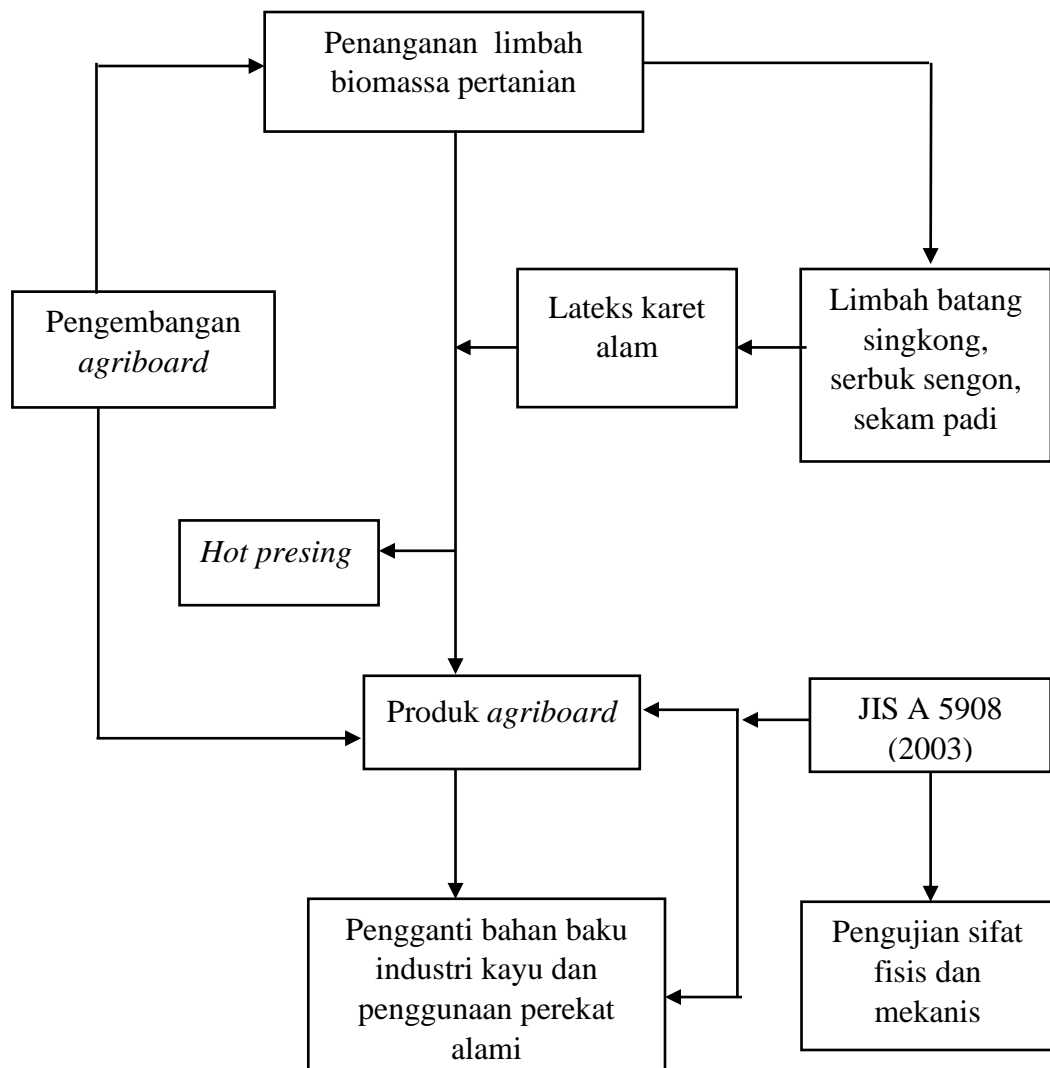 Penanganan limbah
biomassa pertanian
Pengembangan
agriboard
Lateks karet
alam
Limbah batang
singkong,
serbuk sengon,
sekam padi
Hot presing
Produk agriboard
JIS A 5908
(2003)
Pengganti bahan baku
industri kayu dan
penggunaan perekat
alami
Pengujian sifat
fisis dan
mekanis